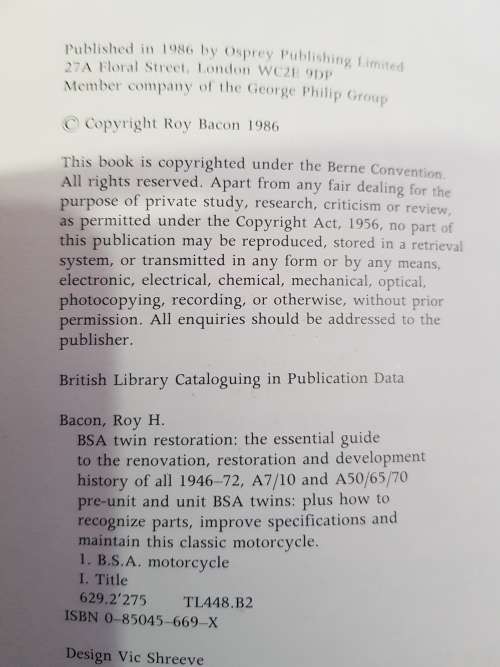 Published in 1986 by Osprey Publishing Limited
27A Floral Street, London WC2E 9DP
Member company of the George Philip Group
© Copyright Roy Bacon 1986
This book is copyrighted under the Berne Convention.
All rights reserved. Apart from any fair dealing for the
purpose of private study, research, criticism or review,
as permitted under the Copyright Act, 1956, no part of
this publication may be reproduced, stored in a retrieval
system, or transmitted in any form or by any means,
electronic, electrical, chemical, mechanical, optical,
photocopying, recording, or otherwise, without prior
permission. All enquiries should be addressed to the
publisher.
British Library Cataloguing in Publication Data
Bacon, Roy H.
BSA twin restoration: the essential guide
to the renovation, restoration and development
history of all 1946–72, A7/10 and A50/65/70
pre-unit and unit BSA twins: plus how to
recognize parts, improve specifications and
maintain this classic motorcycle.
1. B.S.A. motorcycle
I. Title
629.2'275 TL448.B2
ISBN 0–85045–669–X
Design Vic Shreeve